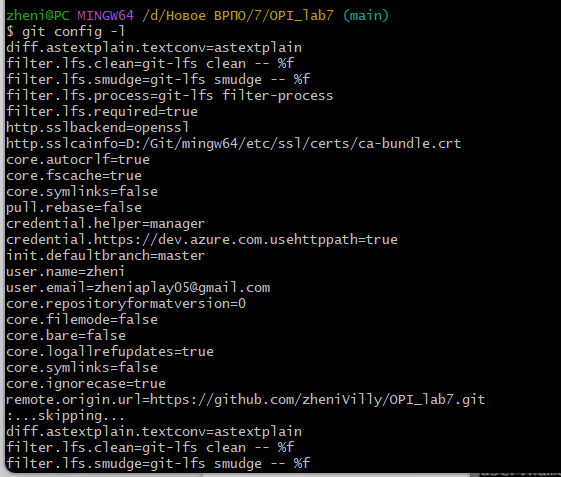 zheni@PC MINGW64 /d/Новое ВРПО/7/OPI_lab7 (main)
$ git config -l
diff.astextplain.textconv=astextplain
filter.lfs.clean=git-lfs clean -- %f
filter.lfs.smudge=git-lfs smudge -- %f
filter.lfs.process=git-lfs filter-process
filter.lfs.required=true
http.sslbackend=openssl
http.sslcainfo=D:/Git/mingw64/etc/ssl/certs/ca-bundle.crt
core.autocrlf=true
core.fscache=true
core.symlinks=false
pull.rebase=false
credential.helper=manager
credential.https://dev.azure.com.usehttppath=true
init.defaultbranch=master
user.name=zheni
user.email=zheniaplay05@gmail.com
core.repositoryformatversion=0
core.filemode=false
core.bare=false
core.logallrefupdates=true
core.symlinks=false
core.ignorecase=true
remote.origin.url=https://github.com/zheniVilly/OPI_lab7.git
:...skipping...
diff.astextplain.textconv=astextplain
filter.lfs.clean=git-lfs clean -- %f
filter.lfs.smudge=git-lfs smudge -- %f